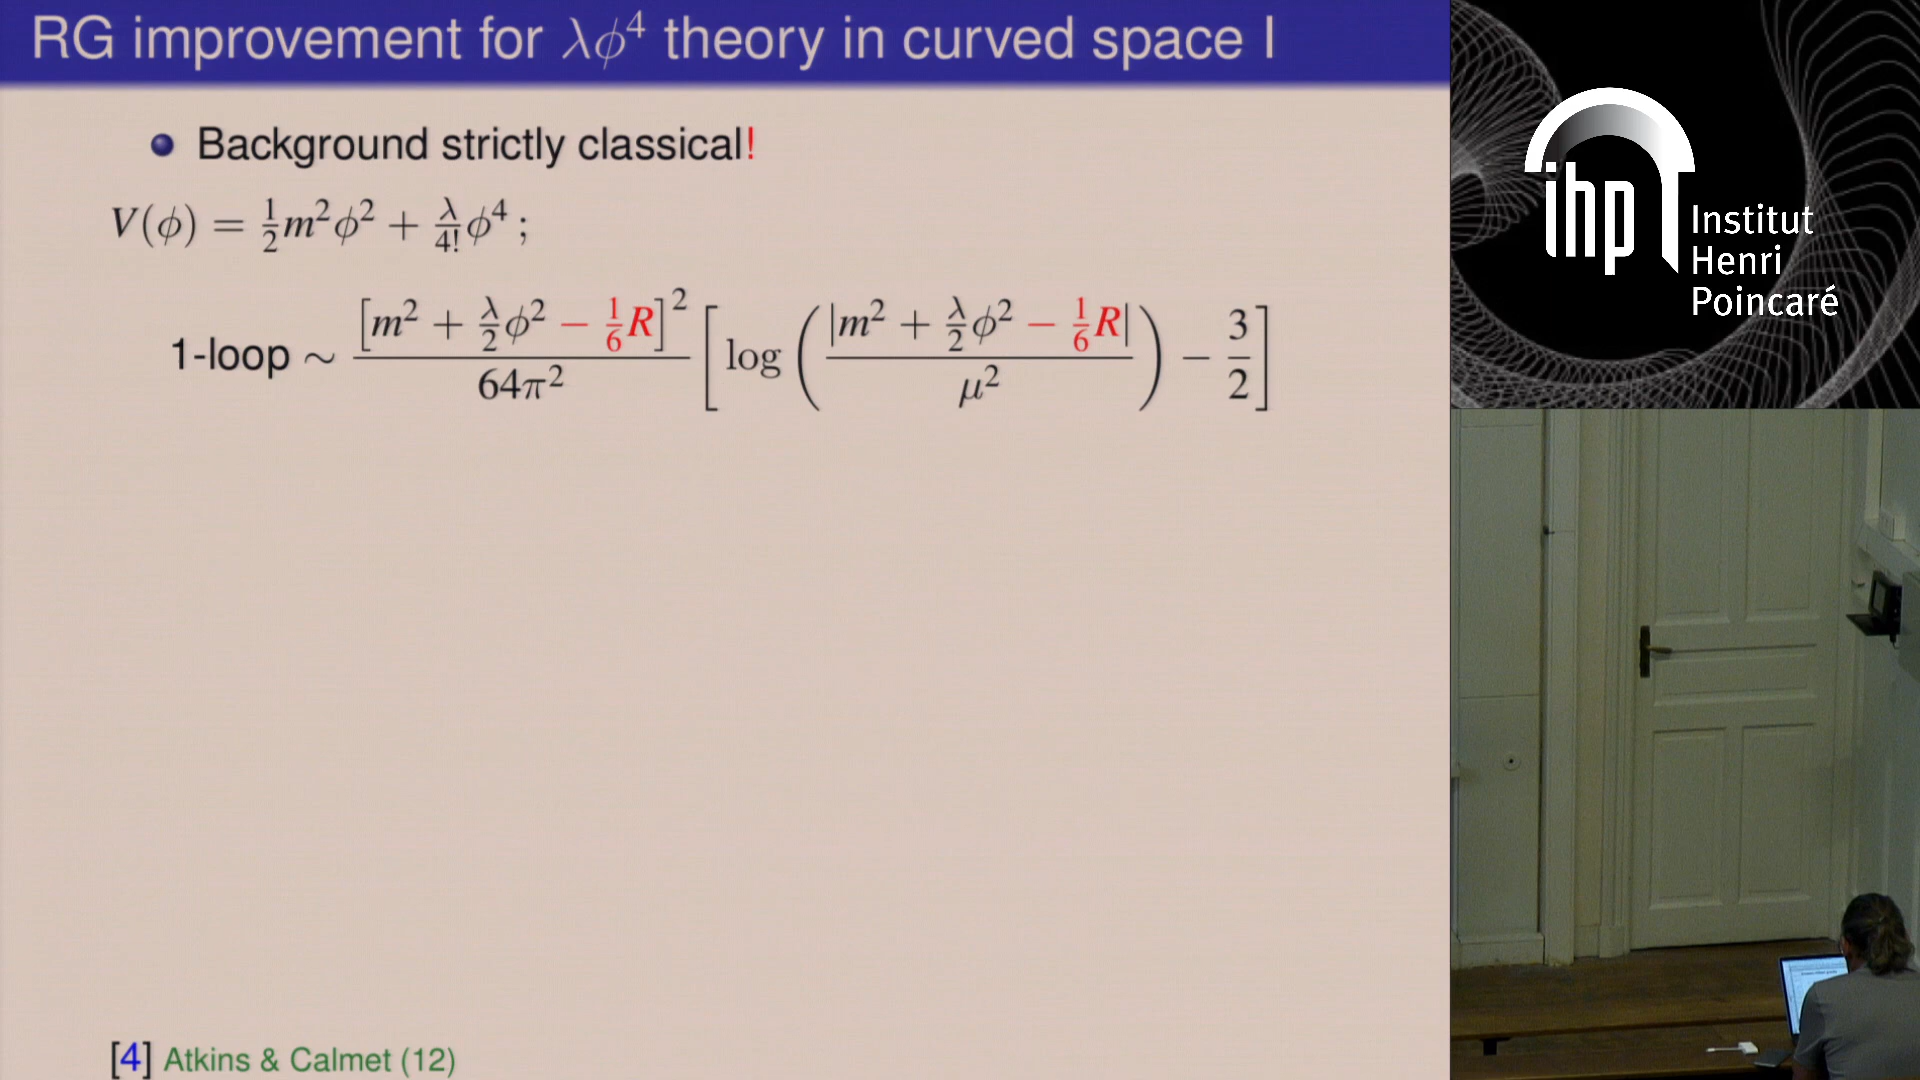 RG improvement for λϕ⁴ theory in curved space I
Background strictly classical!
V(ϕ) = ½m²ϕ² + λ/4! ϕ⁴ ;
1-loop ∼ [m² + λ/2 ϕ² − 1/6 R]² / 64π² [log(|m² + λ/2 ϕ² − 1/6 R| / μ²) − 3/2]
[4] Atkins & Calmet (12)
ihp
Institut
Henri
Poincaré